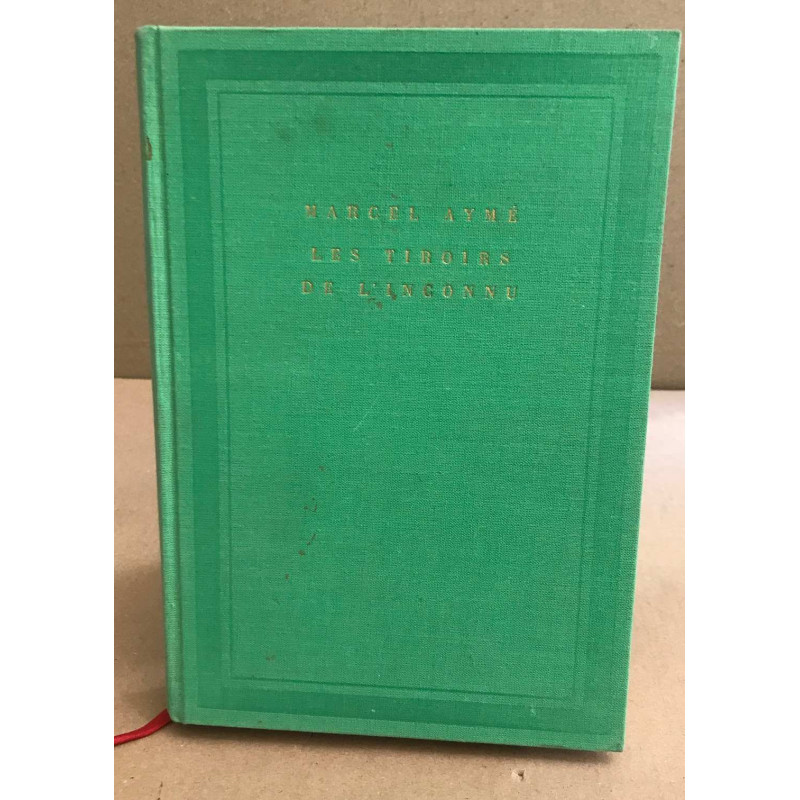 MARCEL AYMÉ
LES TIROIRS
DE L'INCONNU